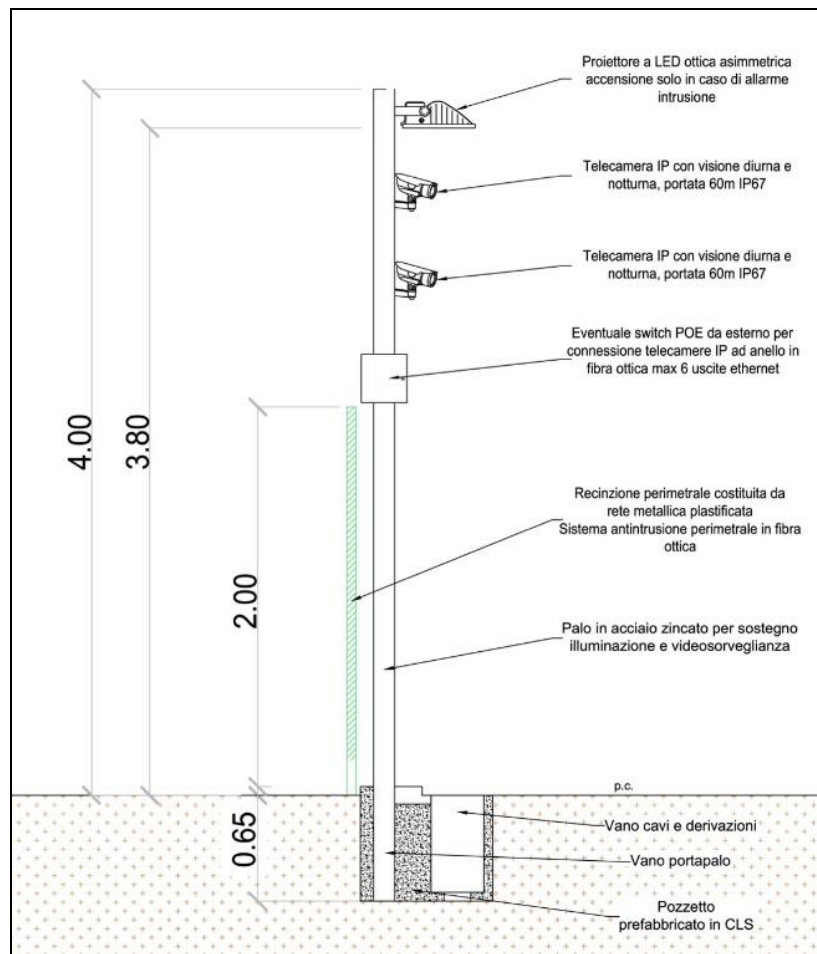 Proiettore a LED ottica asimmetrica
accensione solo in caso di allarme
intrusione
Telecamera IP con visione diurna e
notturna, portata 60m IP67
Telecamera IP con visione diurna e
notturna, portata 60m IP67
Eventuale switch POE da esterno per
connessione telecamere IP ad anello in
fibra ottica max 6 uscite ethernet
4.00
3.80
2.00
Recinzione perimetrale costituita da
rete metallica plastificata
Sistema antintrusione perimetrale in fibra
ottica
Palo in acciaio zincato per sostegno
illuminazione e videosorveglianza
p.c.
0.65
Vano cavi e derivazioni
Vano portapalo
Pozzetto
prefabbricato in CLS